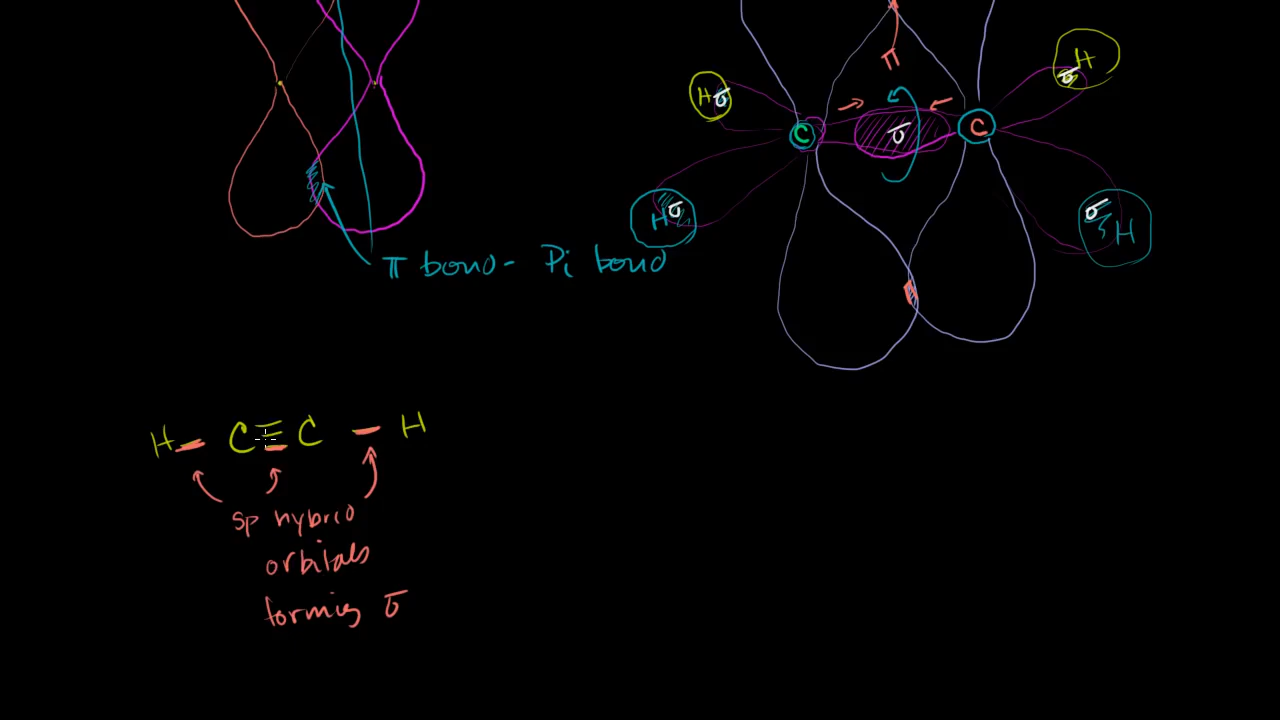 π
H σ
σ H
C σ C
H σ
σ H
π bond - Pi bond
H - C ≡ C - H
sp hybrid
orbitals
forming σ